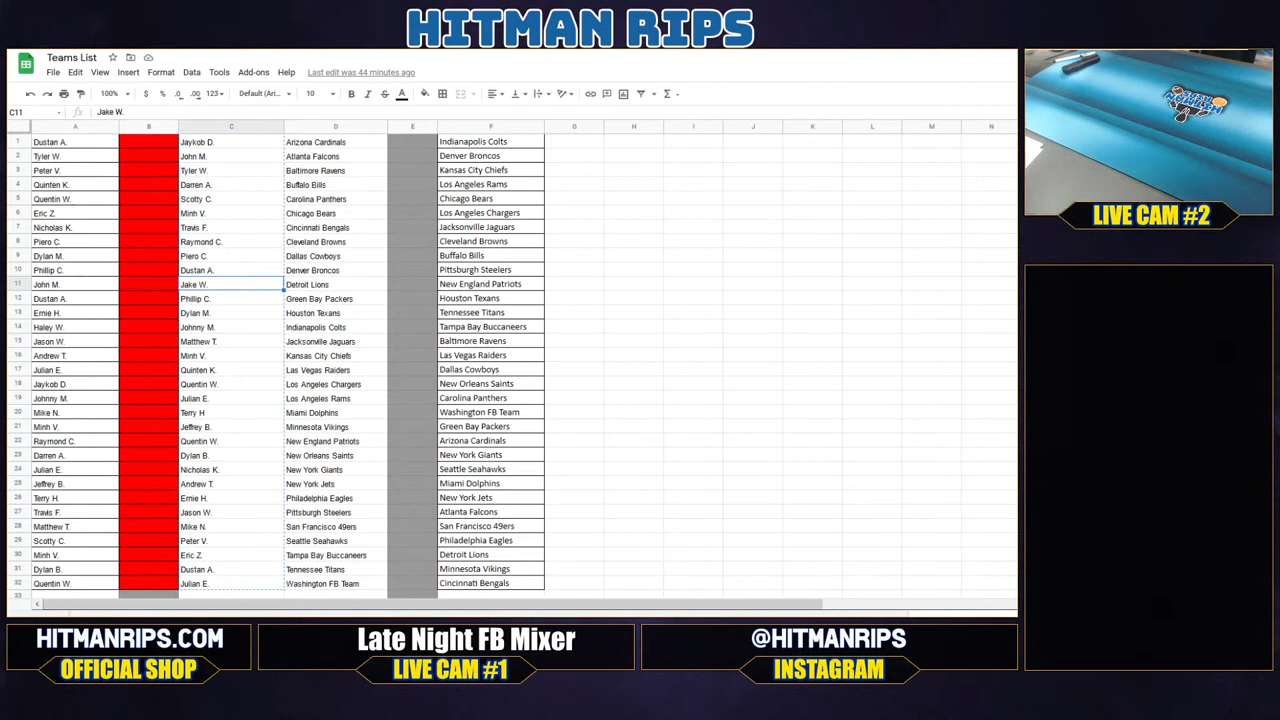 HITMAN RIPS
Teams List
File Edit View Insert Format Data Tools Add-ons Help Last edit was 44 minutes ago
100% $ % .0 .00 123 Default (Ari... 10 B I S A
C11 fx Jake W.
A B C D E F G H I J K L M N
1 Dustan A. Jaykob D. Arizona Cardinals Indianapolis Colts
2 Tyler W. John M. Atlanta Falcons Denver Broncos
3 Peter V. Tyler W. Baltimore Ravens Kansas City Chiefs
4 Quinten K. Darren A. Buffalo Bills Los Angeles Rams
5 Quentin W. Scotty C. Carolina Panthers Chicago Bears
6 Eric Z. Minh V. Chicago Bears Los Angeles Chargers
7 Nicholas K. Travis F. Cincinnati Bengals Jacksonville Jaguars
8 Piero C. Raymond C. Cleveland Browns Cleveland Browns
9 Dylan M. Piero C. Dallas Cowboys Buffalo Bills
10 Phillip C. Dustan A. Denver Broncos Pittsburgh Steelers
11 John M. Jake W. Detroit Lions New England Patriots
12 Dustan A. Phillip C. Green Bay Packers Houston Texans
13 Ernie H. Dylan M. Houston Texans Tennessee Titans
14 Haley W. Johnny M. Indianapolis Colts Tampa Bay Buccaneers
15 Jason W. Matthew T. Jacksonville Jaguars Baltimore Ravens
16 Andrew T. Minh V. Kansas City Chiefs Las Vegas Raiders
17 Julian E. Quinten K. Las Vegas Raiders Dallas Cowboys
18 Jaykob D. Quentin W. Los Angeles Chargers New Orleans Saints
19 Johnny M. Julian E. Los Angeles Rams Carolina Panthers
20 Mike N. Terry H Miami Dolphins Washington FB Team
21 Minh V. Jeffrey B. Minnesota Vikings Green Bay Packers
22 Raymond C. Quentin W. New England Patriots Arizona Cardinals
23 Darren A. Dylan B. New Orleans Saints New York Giants
24 Julian E. Nicholas K. New York Giants Seattle Seahawks
25 Jeffrey B. Andrew T. New York Jets Miami Dolphins
26 Terry H. Ernie H. Philadelphia Eagles New York Jets
27 Travis F. Jason W. Pittsburgh Steelers Atlanta Falcons
28 Matthew T. Mike N. San Francisco 49ers San Francisco 49ers
29 Scotty C. Peter V. Seattle Seahawks Philadelphia Eagles
30 Minh V. Eric Z. Tampa Bay Buccaneers Detroit Lions
31 Dylan B. Dustan A. Tennessee Titans Minnesota Vikings
32 Quentin W. Julian E. Washington FB Team Cincinnati Bengals
33
LIVE CAM #2
HITMANRIPS.COM
OFFICIAL SHOP
Late Night FB Mixer
LIVE CAM #1
@HITMANRIPS
INSTAGRAM